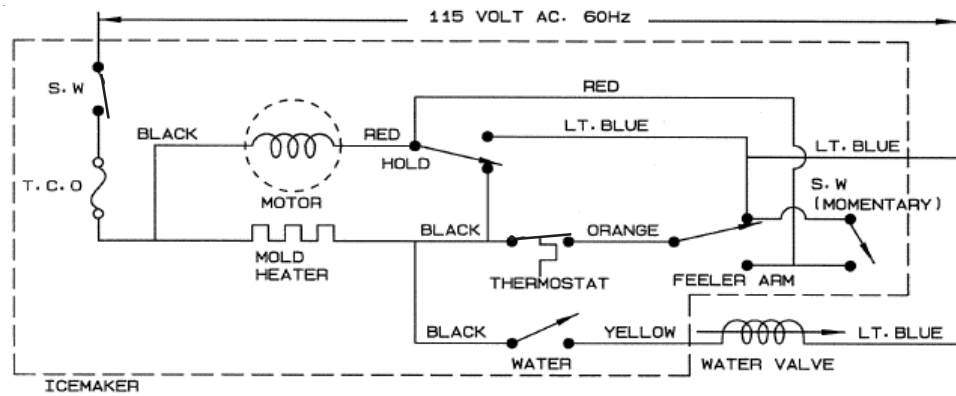 115 VOLT AC. 60Hz
S.W
RED
BLACK
RED
LT. BLUE
LT. BLUE
HOLD
T.C.O
MOTOR
S.W
(MOMENTARY)
BLACK
ORANGE
MOLD
HEATER
THERMOSTAT
FEELER ARM
BLACK
YELLOW
LT. BLUE
WATER
WATER VALVE
ICEMAKER